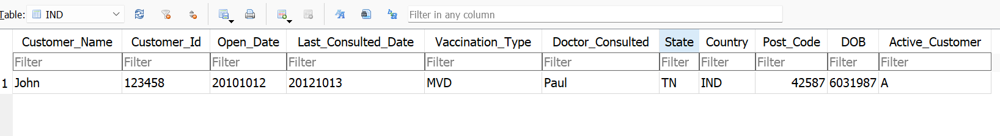 Table: IND Filter in any column
Customer_Name Customer_Id Open_Date Last_Consulted_Date Vaccination_Type Doctor_Consulted State Country Post_Code DOB Active_Customer
Filter Filter Filter Filter Filter Filter Filter Filter Filter Filter Filter
1 John 123458 20101012 20121013 MVD Paul TN IND 42587 6031987 A